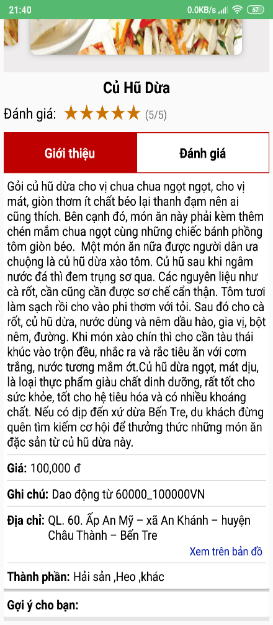 21:40
0.0KB/s
67
Củ Hũ Dừa
Đánh giá: ★★★★★ (5/5)
Giới thiệu
Đánh giá
Gỏi củ hũ dừa cho vị chua chua ngọt ngọt, cho vị
mát, giòn thơm ít chất béo lại thanh đạm nên ai
cũng thích. Bên cạnh đó, món ăn này phải kèm thêm
chén mắm chua ngọt cùng những chiếc bánh phồng
tôm giòn béo.  Một món ăn nữa được người dân ưa
chuộng là củ hũ dừa xào tôm. Củ hũ sau khi ngâm
nước đá thì đem trụng sơ qua. Các nguyên liệu như
cà rốt, cần cũng cần được sơ chế cẩn thận. Tôm tươi
làm sạch rồi cho vào phi thơm với tỏi. Sau đó cho cà
rốt, củ hũ dừa, nước dùng và nêm dầu hào, gia vị, bột
nêm, đường. Khi món xào chín thì cho cần tàu thái
khúc vào trộn đều, nhắc ra và rắc tiêu ăn với cơm
trắng, nước tương mắm ớt.Củ hũ dừa ngọt, mát dịu,
là loại thực phẩm giàu chất dinh dưỡng, rất tốt cho
sức khỏe, tốt cho hệ tiêu hóa và có nhiều khoáng
chất. Nếu có dịp đến xứ dừa Bến Tre, du khách đừng
quên tìm kiếm cơ hội để thưởng thức những món ăn
đặc sản từ củ hũ dừa này.
Giá: 100,000 đ
Ghi chú: Dao động từ 60000_100000VN
Địa chỉ: QL. 60. Ấp An Mỹ – xã An Khánh – huyện
Châu Thành – Bến Tre
Xem trên bản đồ
Thành phần: Hải sản ,Heo ,khác
Gợi ý cho bạn: